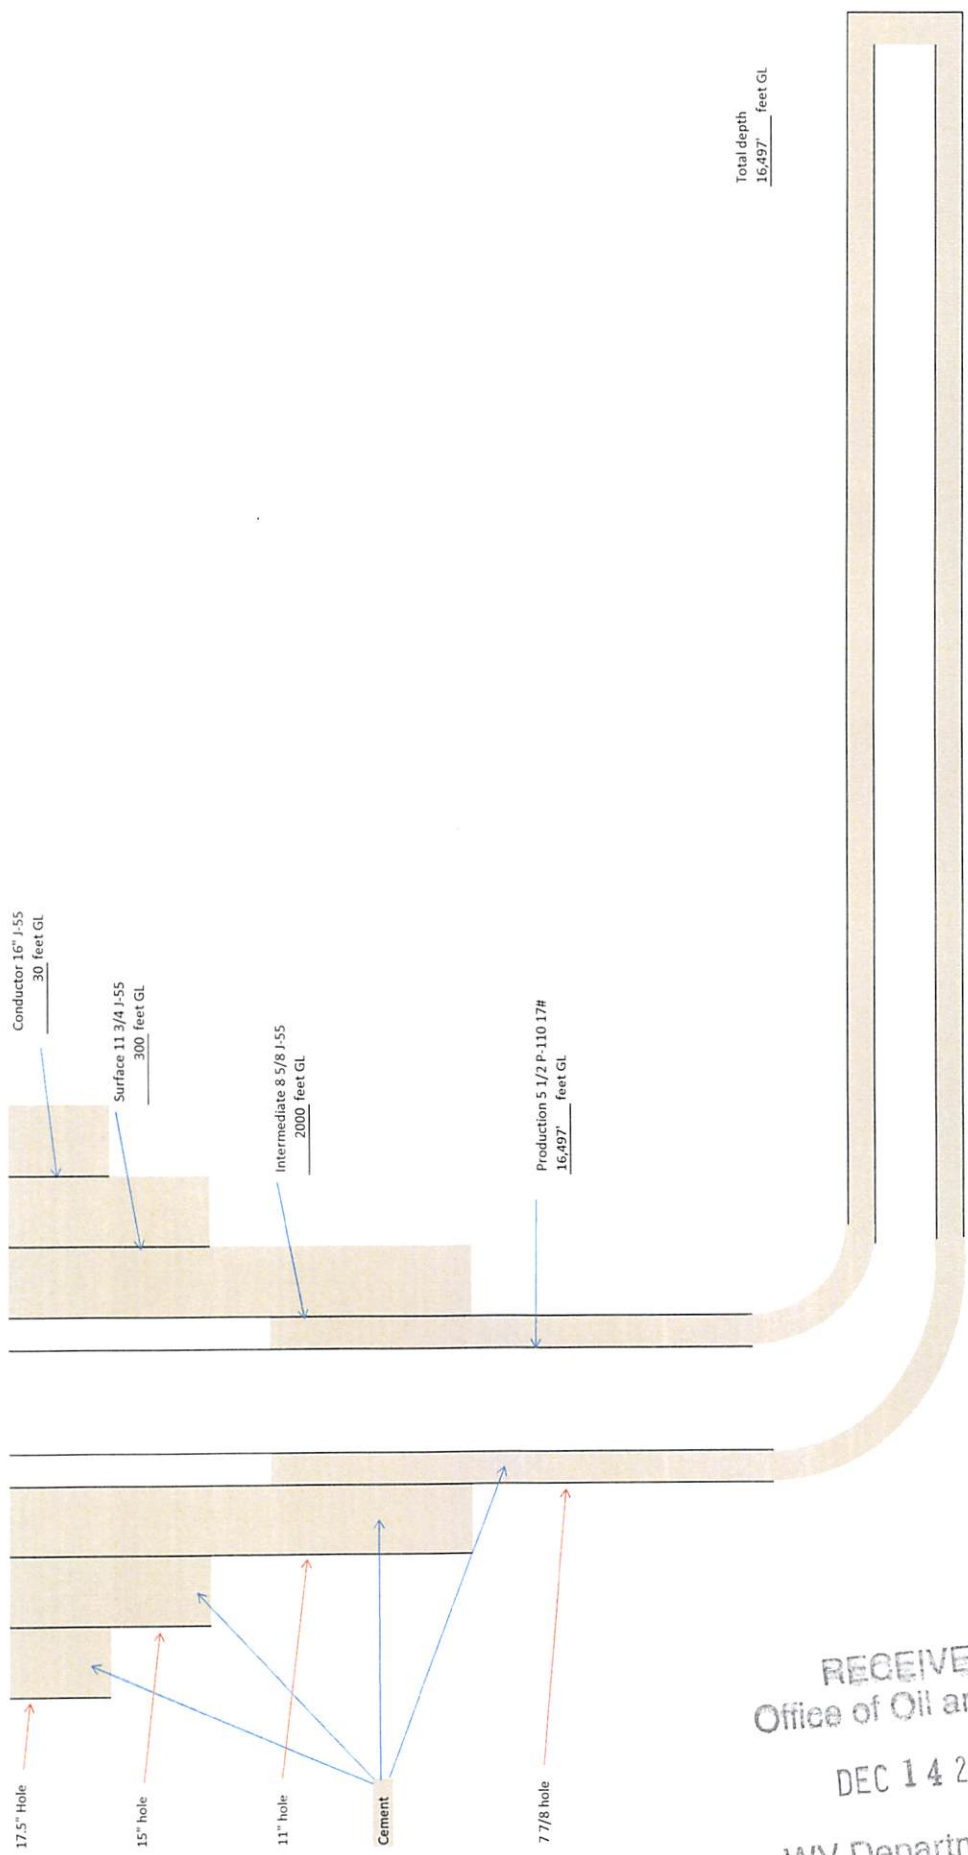 Conductor 16" J-55
30 feet GL
Surface 11 3/4 J-55
300 feet GL
Intermediate 8 5/8 J-55
2000 feet GL
Production 5 1/2 P-110 17#
16,497' feet GL
Total depth
16,497' feet GL
17.5" Hole
15" hole
11" hole
Cement
7 7/8 hole
RECEIVE
Office of Oil
DEC 14 2
WV Departm